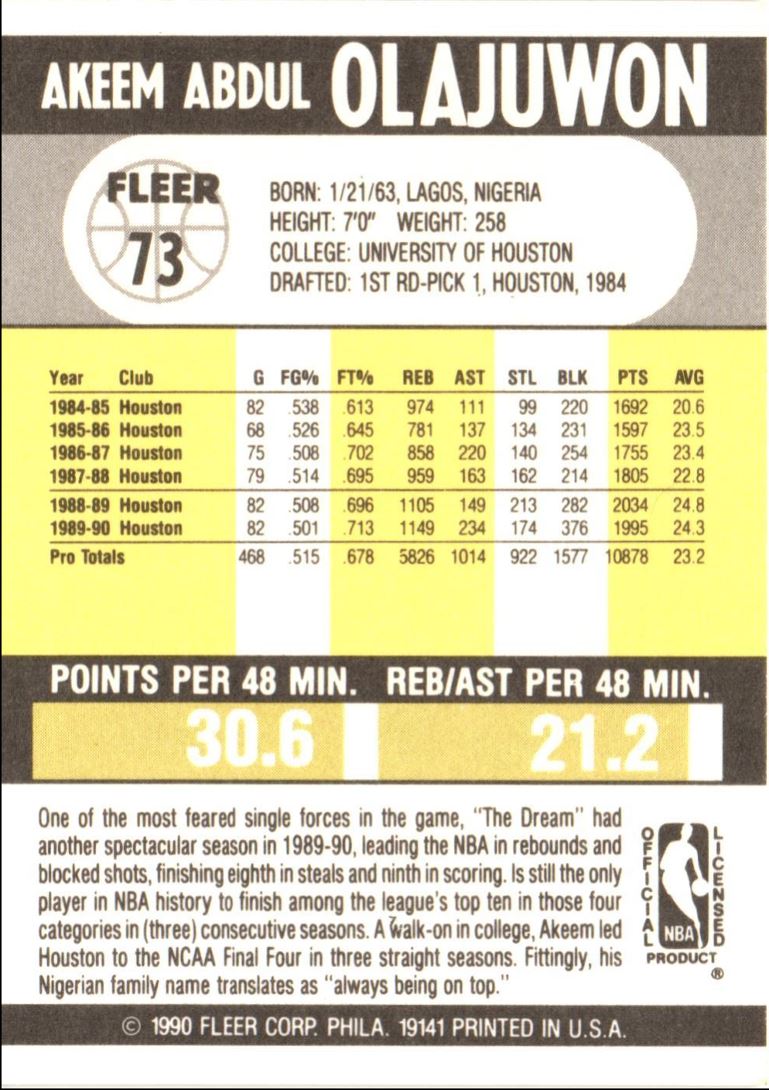 AKEEM ABDUL OLAJUWON
FLEER
73
BORN: 1/21/63, LAGOS, NIGERIA
HEIGHT: 7'0" WEIGHT: 258
COLLEGE: UNIVERSITY OF HOUSTON
DRAFTED: 1ST RD-PICK 1, HOUSTON, 1984
Year Club G FG% FT% REB AST STL BLK PTS AVG
1984-85 Houston 82 .538 .613 974 111 99 220 1692 20.6
1985-86 Houston 68 .526 .645 781 137 134 231 1597 23.5
1986-87 Houston 75 .508 .702 858 220 140 254 1755 23.4
1987-88 Houston 79 .514 .695 959 163 162 214 1805 22.8
1988-89 Houston 82 .508 .696 1105 149 213 282 2034 24.8
1989-90 Houston 82 .501 .713 1149 234 174 376 1995 24.3
Pro Totals 468 .515 .678 5826 1014 922 1577 10878 23.2
POINTS PER 48 MIN. REB/AST PER 48 MIN.
30.6 21.2
One of the most feared single forces in the game, "The Dream" had
another spectacular season in 1989-90, leading the NBA in rebounds and
blocked shots, finishing eighth in steals and ninth in scoring. Is still the only
player in NBA history to finish among the league's top ten in those four
categories in (three) consecutive seasons. A walk-on in college, Akeem led
Houston to the NCAA Final Four in three straight seasons. Fittingly, his
Nigerian family name translates as "always being on top."
OFFICIAL LICENSED
NBA
PRODUCT
®
© 1990 FLEER CORP. PHILA. 19141 PRINTED IN U.S.A.